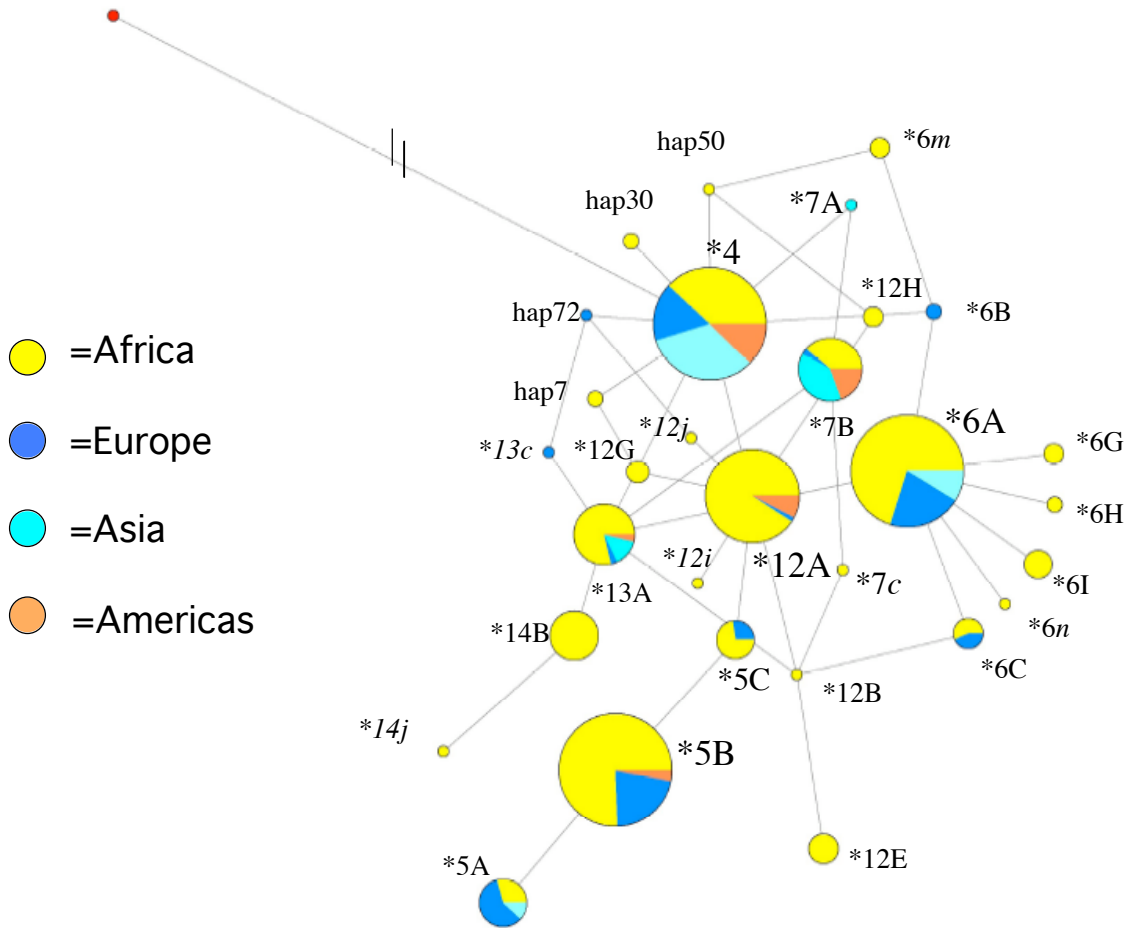 hap50
*6m
hap30
*7A
*4
*12H
hap72
*6B
=Africa
hap7
*12j
*7B
*6A
=Europe
*13c
*12G
*6G
*6H
=Asia
*12i
*12A
*7c
*6I
*13A
*6n
=Americas
*14B
*5C
*12B
*6C
*14j
*5B
*5A
*12E